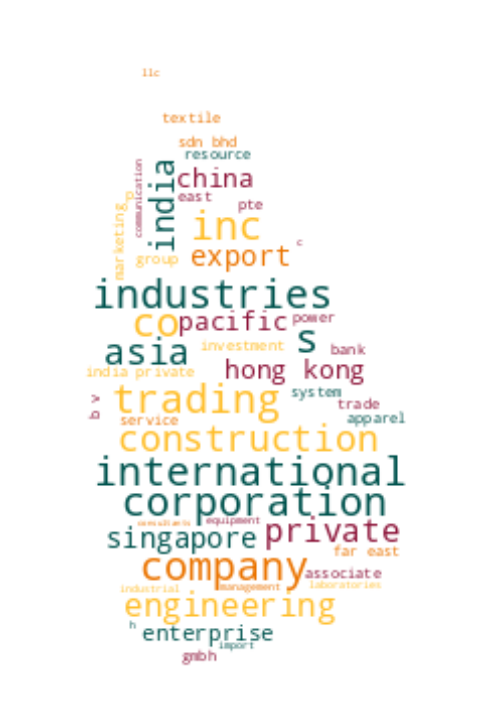 llc
textile
sdn bhd
resource
communication
india
china
east
marketing
p
pte
inc
c
group
export
industries
co
pacific
power
s
asia
investment
bank
india private
hong kong
b v
trading
system
trade
service
apparel
construction
international
corporation
consultants
equipment
singapore
private
far east
company
associate
industrial
management
laboratories
engineering
h
enterprise
import
gmbh